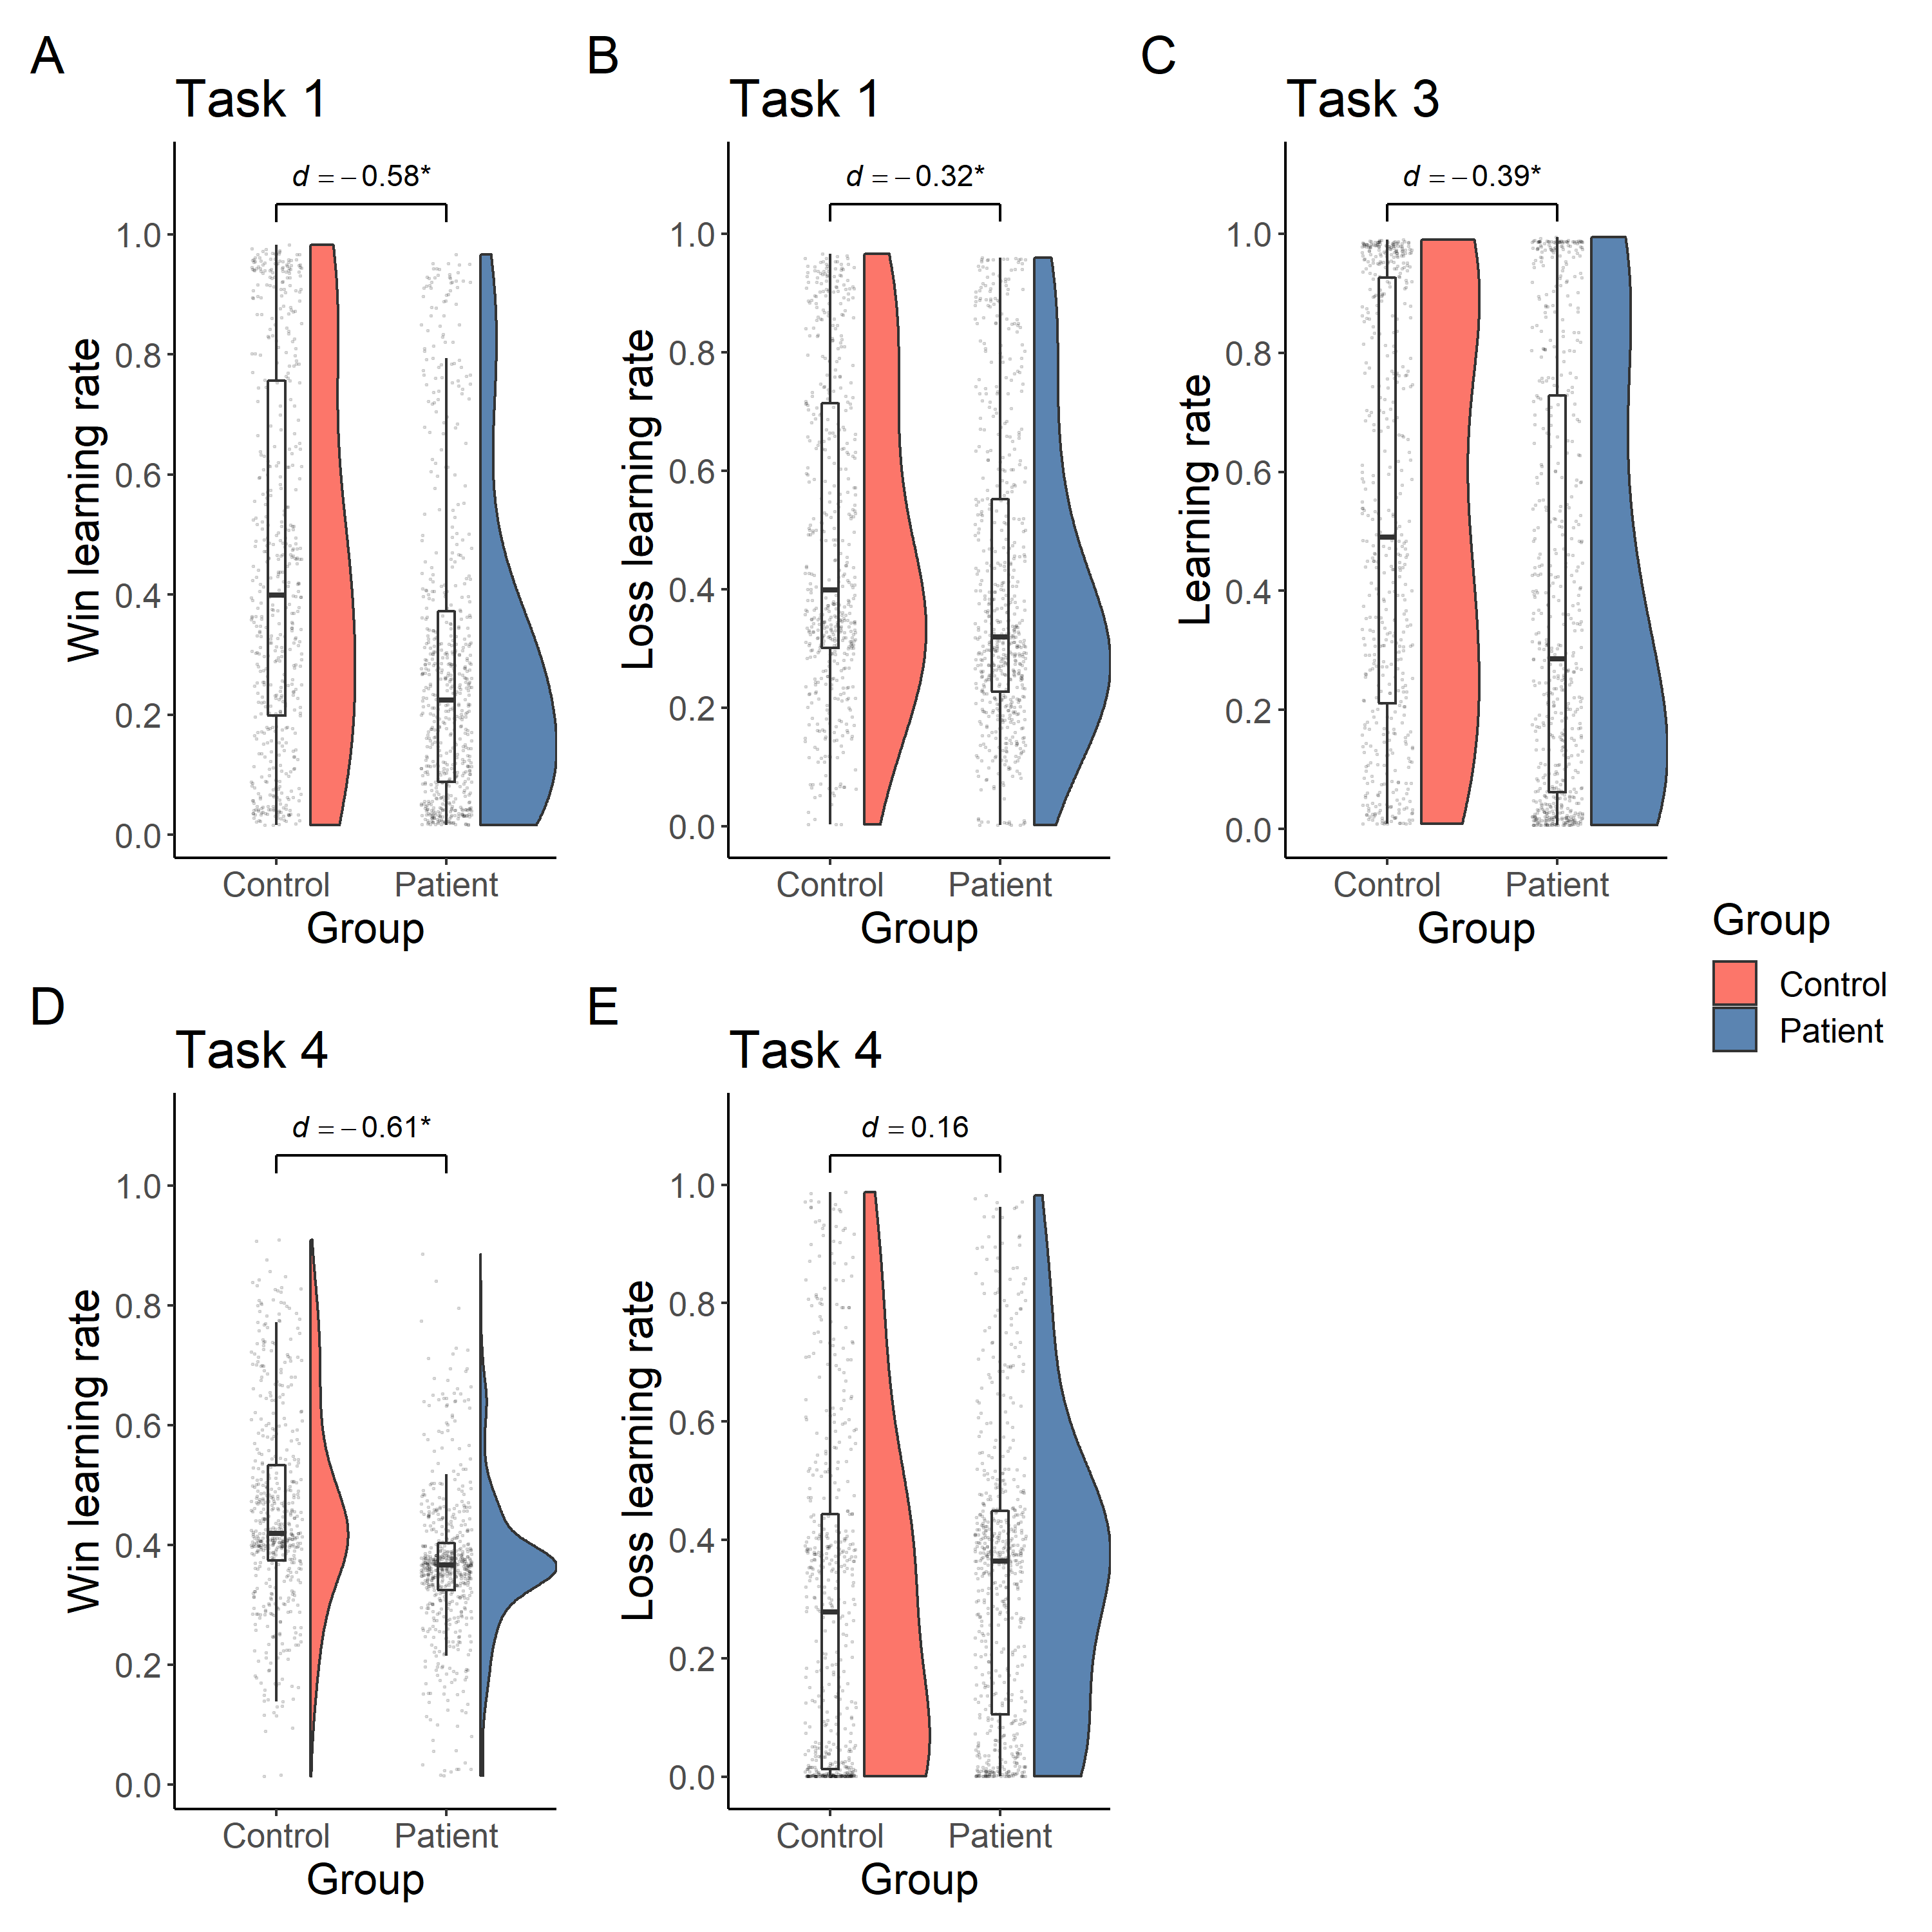 A
Task 1
d = − 0.58*
Win learning rate
1.0
0.8
0.6
0.4
0.2
0.0
Control Patient
Group
B
Task 1
d = − 0.32*
Loss learning rate
1.0
0.8
0.6
0.4
0.2
0.0
Control Patient
Group
C
Task 3
d = − 0.39*
Learning rate
1.0
0.8
0.6
0.4
0.2
0.0
Control Patient
Group
Group
Control
Patient
D
Task 4
d = − 0.61*
Win learning rate
1.0
0.8
0.6
0.4
0.2
0.0
Control Patient
Group
E
Task 4
d = 0.16
Loss learning rate
1.0
0.8
0.6
0.4
0.2
0.0
Control Patient
Group